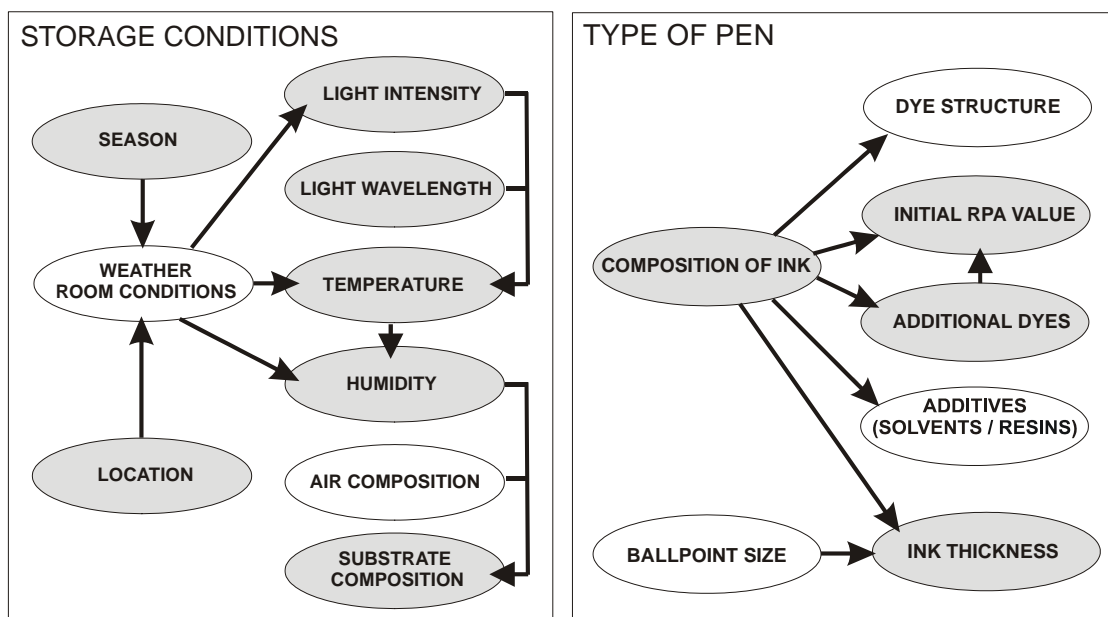 STORAGE CONDITIONS
LIGHT INTENSITY
SEASON
LIGHT WAVELENGTH
WEATHER
ROOM CONDITIONS
TEMPERATURE
HUMIDITY
LOCATION
AIR COMPOSITION
SUBSTRATE
COMPOSITION
TYPE OF PEN
DYE STRUCTURE
INITIAL RPA VALUE
COMPOSITION OF INK
ADDITIONAL DYES
ADDITIVES
(SOLVENTS / RESINS)
BALLPOINT SIZE
INK THICKNESS